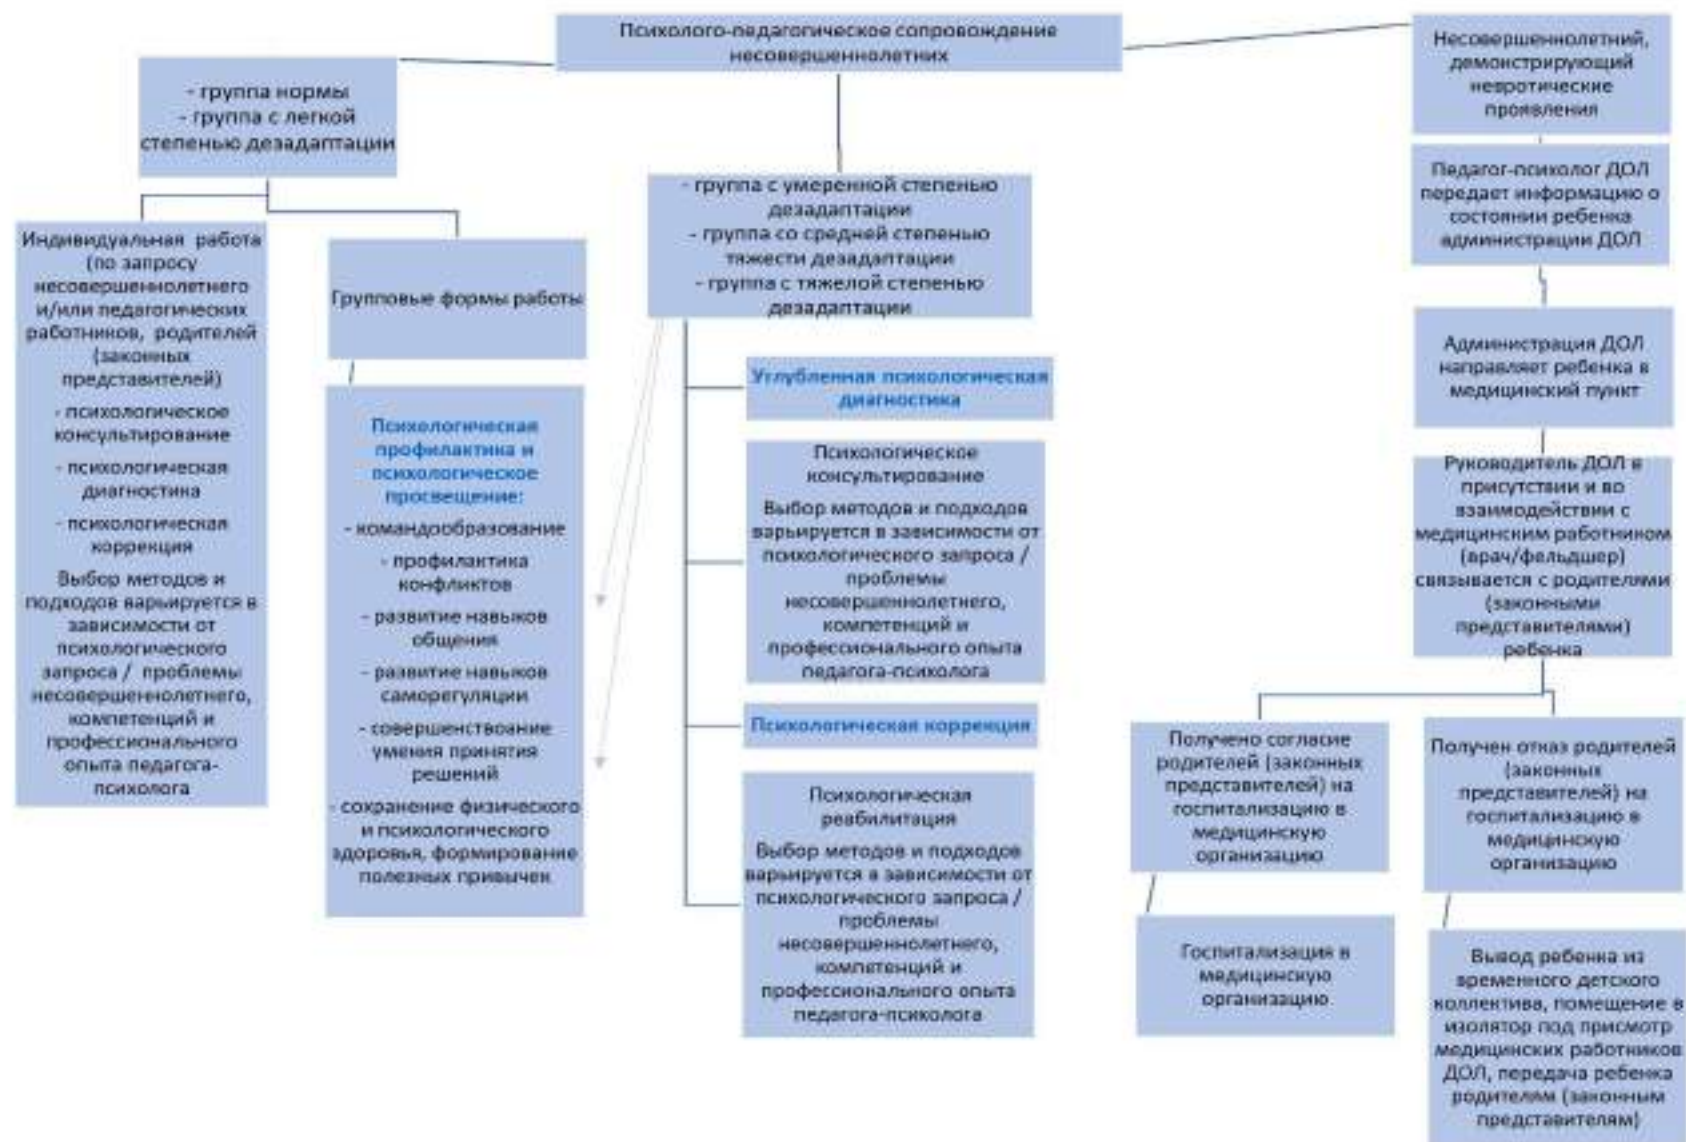 Психолого-педагогическое сопровождение
несовершеннолетних
- группа нормы
- группа с легкой
степенью дезадаптации
Индивидуальная работа
(по запросу
несовершеннолетнего
и/или педагогических
работников, родителей
(законных
представителей)
- психологическое
консультирование
- психологическая
диагностика
- психологическая
коррекция
Выбор методов и
подходов варьируется в
зависимости от
психологического
запроса / проблемы
несовершеннолетнего,
компетенций и
профессионального
опыта педагога-
психолога
Групповые формы работы
Психологическая
профилактика и
психологическое
просвещение:
- командообразование
- профилактика
конфликтов
- развитие навыков
общения
- развитие навыков
саморегуляции
- совершенствоание
умения принятия
решений
- сохранение физического
и психологического
здоровья, формирование
полезных привычек
- группа с умеренной степенью
дезадаптации
- группа со средней степенью
тяжести дезадаптации
- группа с тяжелой степенью
дезадаптации
Углубленная психологическая
диагностика
Психологическое
консультирование
Выбор методов и подходов
варьируется в зависимости от
психологического запроса /
проблемы
несовершеннолетнего,
компетенций и
профессионального опыта
педагога-психолога
Психологическая коррекция
Психологическая
реабилитация
Выбор методов и подходов
варьируется в зависимости от
психологического запроса /
проблемы
несовершеннолетнего,
компетенций и
профессионального опыта
педагога-психолога
Несовершеннолетний,
демонстрирующий
невротические
проявления
Педагог-психолог ДОЛ
передает информацию о
состоянии ребенка
администрации ДОЛ
Администрация ДОЛ
направляет ребенка в
медицинский пункт
Руководитель ДОЛ в
присутствии и во
взаимодействии с
медицинским работником
(врач/фельдшер)
связывается с родителями
(законными
представителями)
ребенка
Получено согласие
родителей (законных
представителей) на
госпитализацию в
медицинскую
организацию
Госпитализация в
медицинскую
организацию
Получен отказ родителей
(законных
представителей) на
госпитализацию в
медицинскую
организацию
Вывод ребенка из
временного детского
коллектива, помещение в
изолятор под присмотр
медицинских работников
ДОЛ, передача ребенка
родителям (законным
представителям)